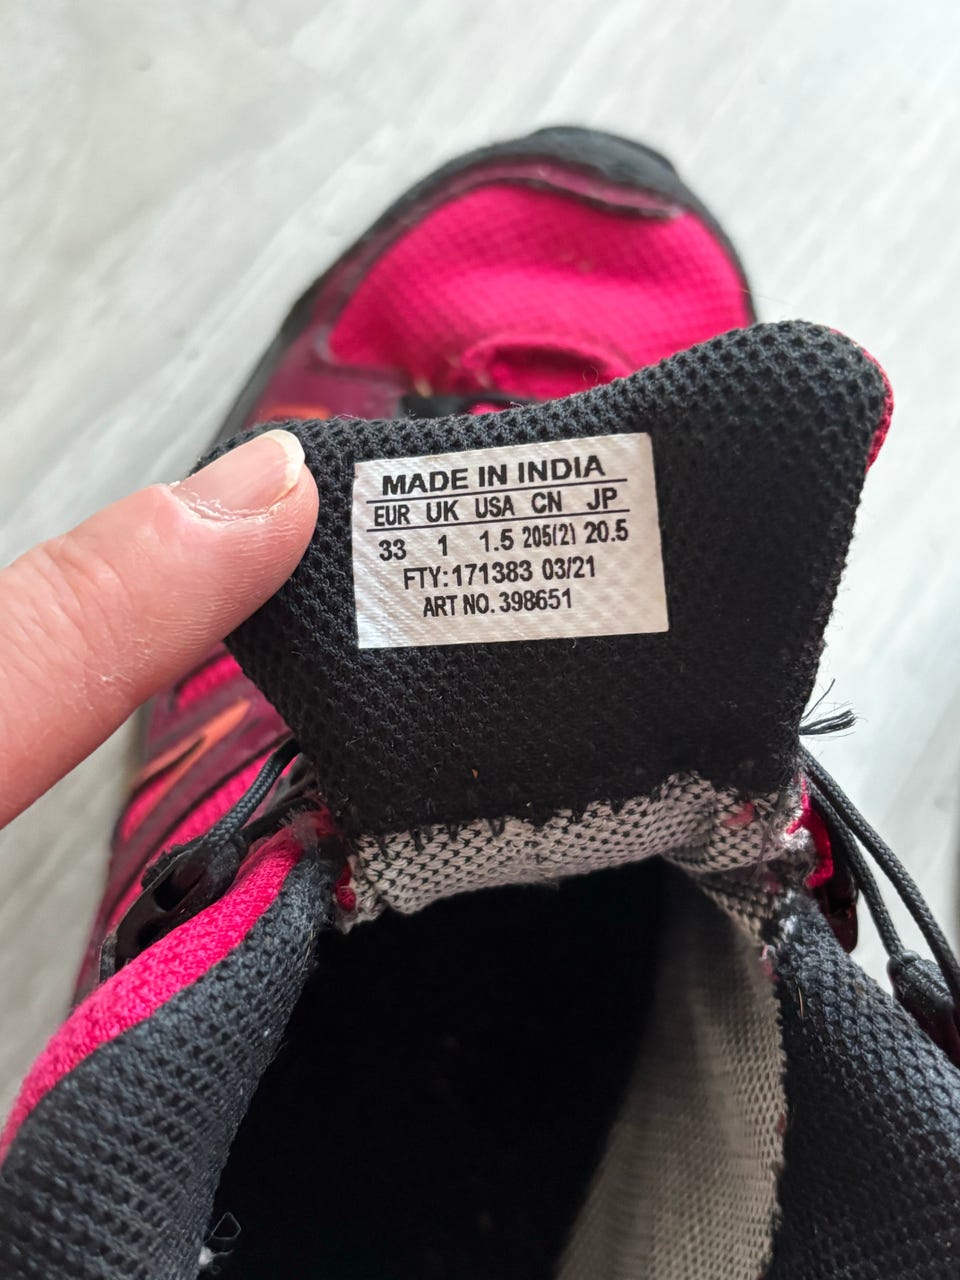 MADE IN INDIA
EUR UK USA CN JP
33 1 1.5 205(2) 20.5
FTY: 171383 03/21
ART NO. 398651